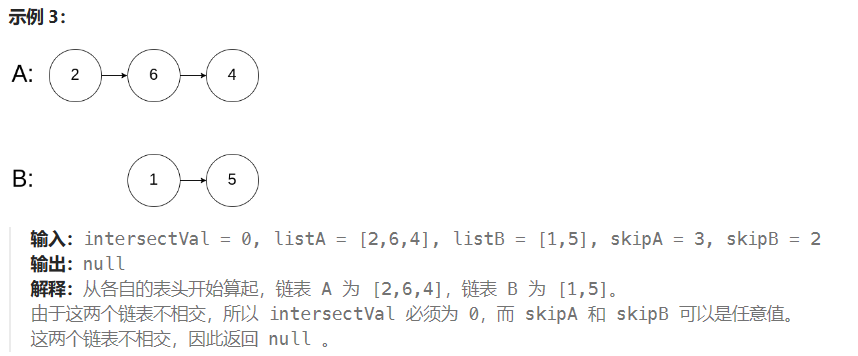 示例 3：
A: 2 6 4
B: 1 5
输入：intersectVal = 0, listA = [2,6,4], listB = [1,5], skipA = 3, skipB = 2
输出：null
解释：从各自的表头开始算起，链表 A 为 [2,6,4]，链表 B 为 [1,5]。
由于这两个链表不相交，所以 intersectVal 必须为 0，而 skipA 和 skipB 可以是任意值。
这两个链表不相交，因此返回 null 。